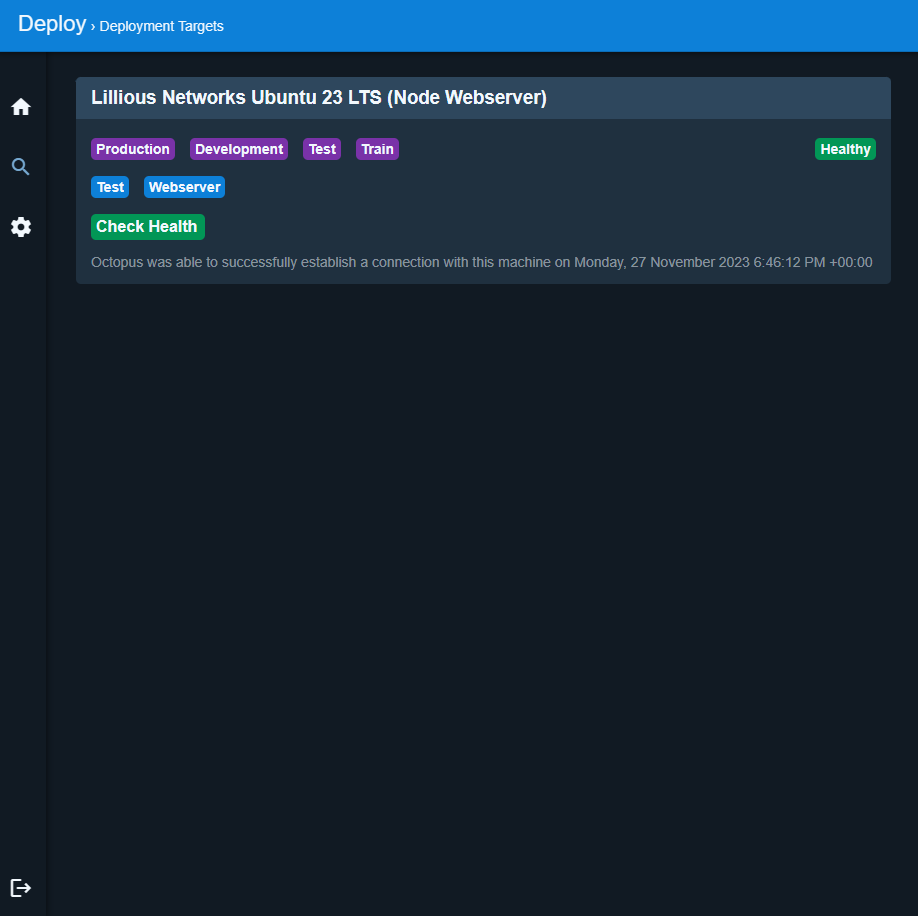 Deploy › Deployment Targets
Lillious Networks Ubuntu 23 LTS (Node Webserver)
Production Development Test Train Healthy
Test Webserver
Check Health
Octopus was able to successfully establish a connection with this machine on Monday, 27 November 2023 6:46:12 PM +00:00